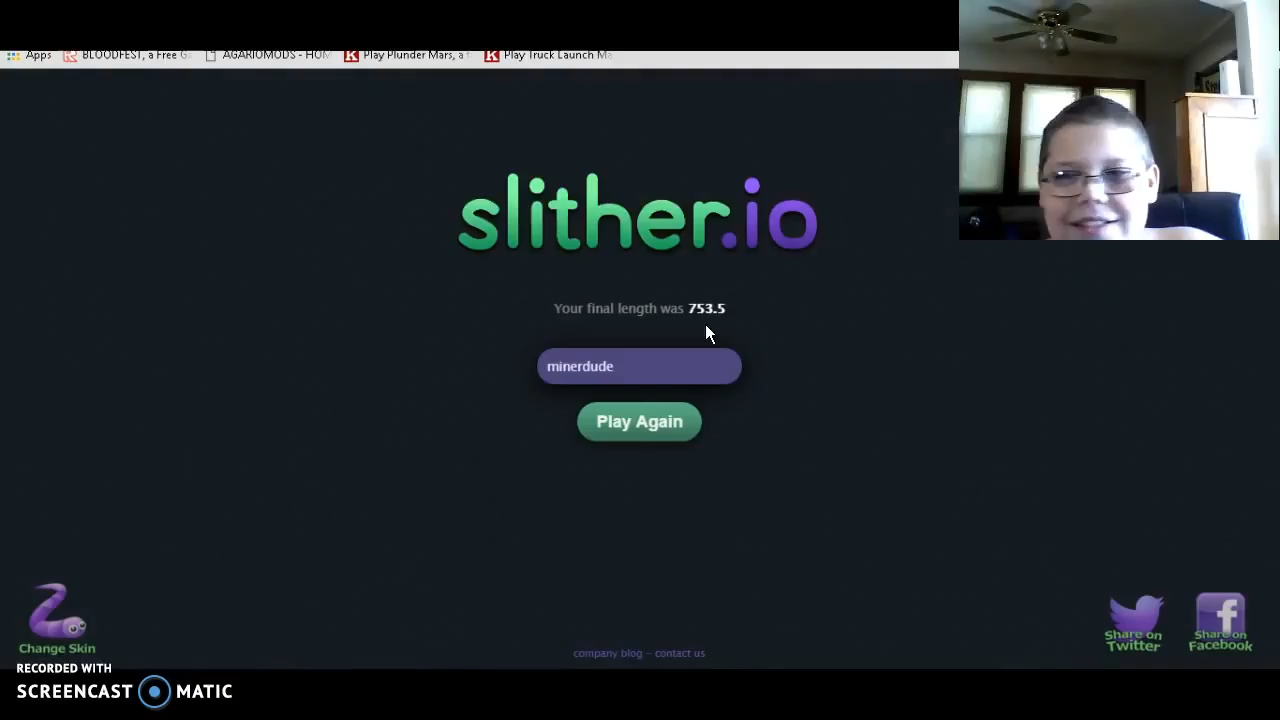 Apps BLOODFEST, a Free G AGARIOMODS - HOM Play Plunder Mars, a f Play Truck Launch Ma
slither.io
Your final length was 753.5
minerdude
Play Again
Change Skin
Share on Twitter
Share on Facebook
company blog – contact us
RECORDED WITH
SCREENCAST MATIC